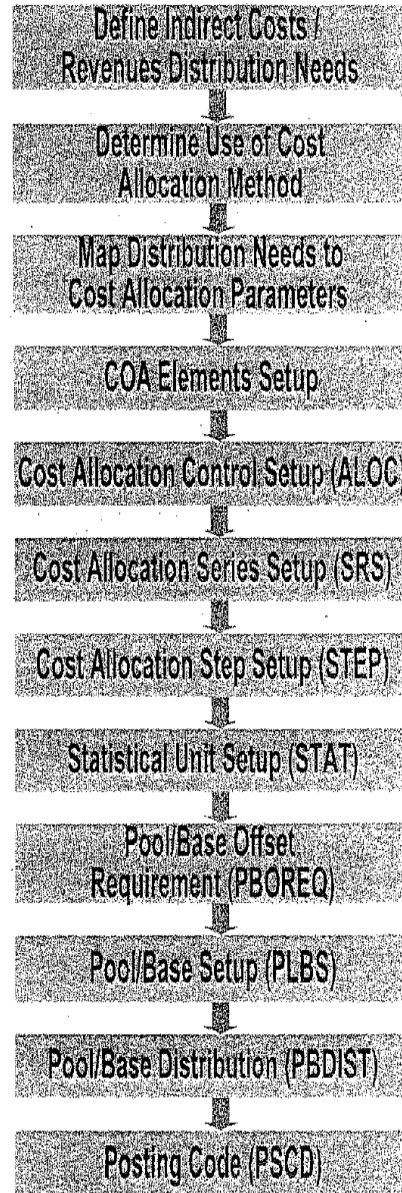 Define Indirect Costs /
Revenues Distribution Needs
Determine Use of Cost
Allocation Method
Map Distribution Needs to
Cost Allocation Parameters
COA Elements Setup
Cost Allocation Control Setup (ALOC)
Cost Allocation Series Setup (SRS)
Cost Allocation Step Setup (STEP)
Statistical Unit Setup (STAT)
Pool/Base Offset
Requirement (PBOREQ)
Pool/Base Setup (PLBS)
Pool/Base Distribution (PBDIST)
Posting Code (PSCD)